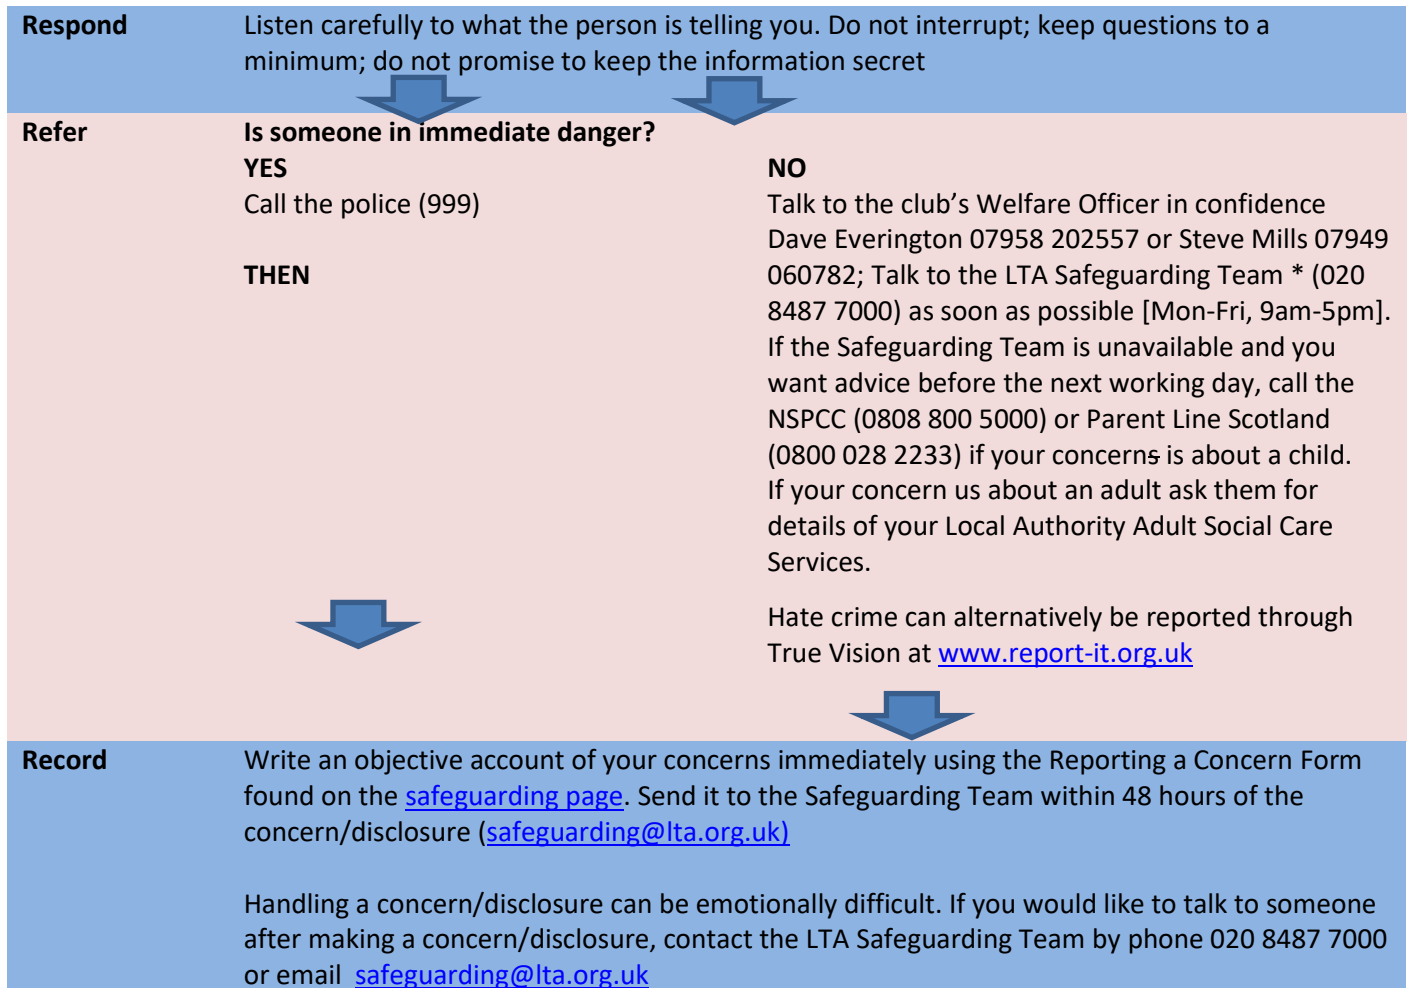 Respond
Listen carefully to what the person is telling you. Do not interrupt; keep questions to a
minimum; do not promise to keep the information secret
Refer
Is someone in immediate danger?
YES
Call the police (999)
THEN
NO
Talk to the club’s Welfare Officer in confidence
Dave Everington 07958 202557 or Steve Mills 07949
060782; Talk to the LTA Safeguarding Team * (020
8487 7000) as soon as possible [Mon-Fri, 9am-5pm].
If the Safeguarding Team is unavailable and you
want advice before the next working day, call the
NSPCC (0808 800 5000) or Parent Line Scotland
(0800 028 2233) if your concerns is about a child.
If your concern us about an adult ask them for
details of your Local Authority Adult Social Care
Services.
Hate crime can alternatively be reported through
True Vision at www.report-it.org.uk
Record
Write an objective account of your concerns immediately using the Reporting a Concern Form
found on the safeguarding page. Send it to the Safeguarding Team within 48 hours of the
concern/disclosure (safeguarding@lta.org.uk)
Handling a concern/disclosure can be emotionally difficult. If you would like to talk to someone
after making a concern/disclosure, contact the LTA Safeguarding Team by phone 020 8487 7000
or email safeguarding@lta.org.uk